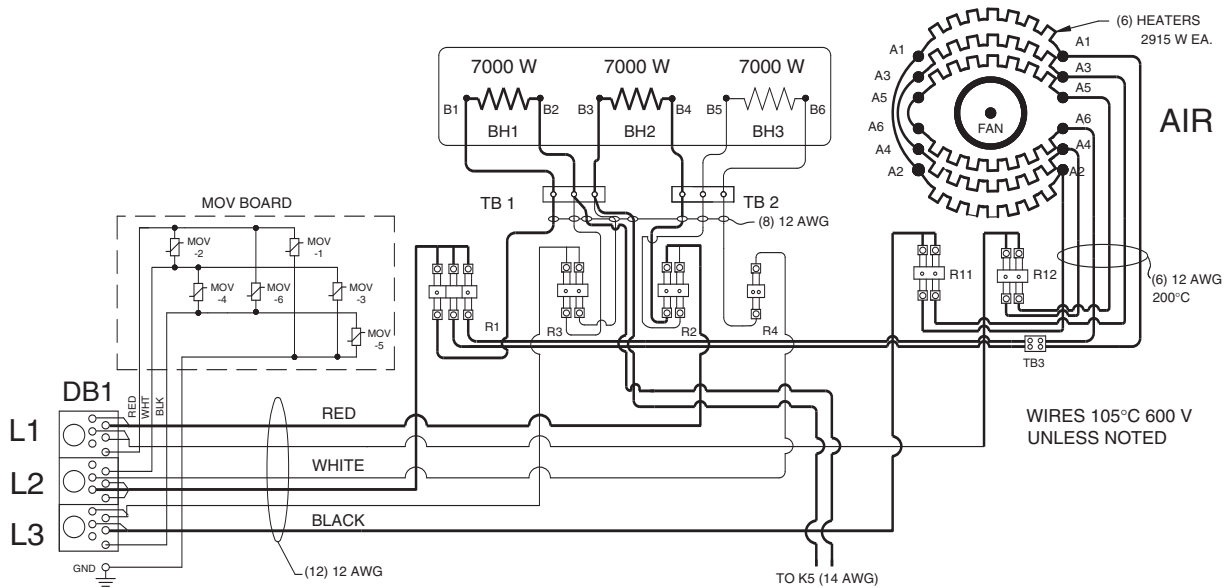 (6) HEATERS
2915 W EA.
7000 W
7000 W
7000 W
B1
B2
B3
B4
B5
B6
BH1
BH2
BH3
A1
A3
A5
A6
A4
A2
FAN
A1
A3
A5
A6
A4
A2
AIR
TB 1
TB 2
(8) 12 AWG
MOV BOARD
MOV
-2
MOV
-1
MOV
-4
MOV
-6
MOV
-3
MOV
-5
R1
R3
R2
R4
R11
R12
(6) 12 AWG
200°C
TB3
DB1
RED
WHT
BLK
L1
L2
L3
GND
RED
WHITE
BLACK
(12) 12 AWG
WIRES 105°C 600 V
UNLESS NOTED
TO K5 (14 AWG)